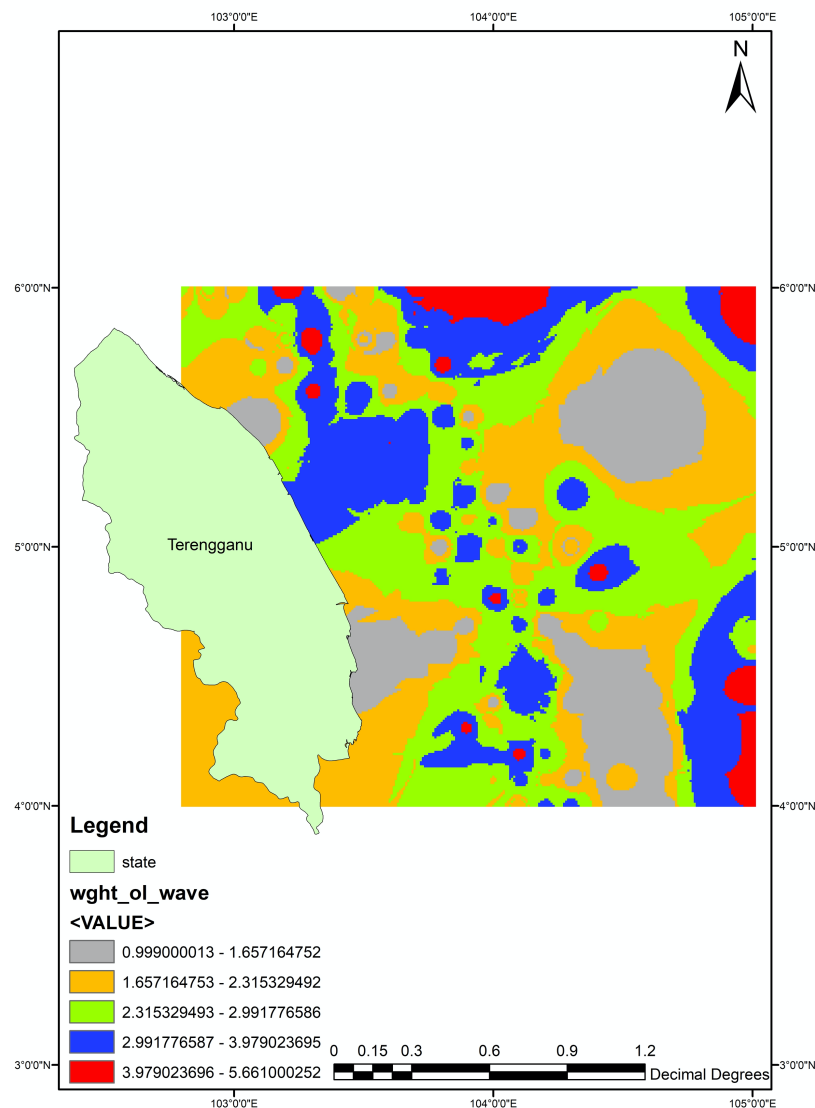 103°0'0"E 104°0'0"E 105°0'0"E
N
6°0'0"N 6°0'0"N
5°0'0"N 5°0'0"N
Terengganu
4°0'0"N 4°0'0"N
Legend
state
wght_ol_wave
<VALUE>
0.999000013 - 1.657164752
1.657164753 - 2.315329492
2.315329493 - 2.991776586
2.991776587 - 3.979023695
3.979023696 - 5.661000252
0 0.15 0.3 0.6 0.9 1.2
Decimal Degrees
3°0'0"N 3°0'0"N
103°0'0"E 104°0'0"E 105°0'0"E